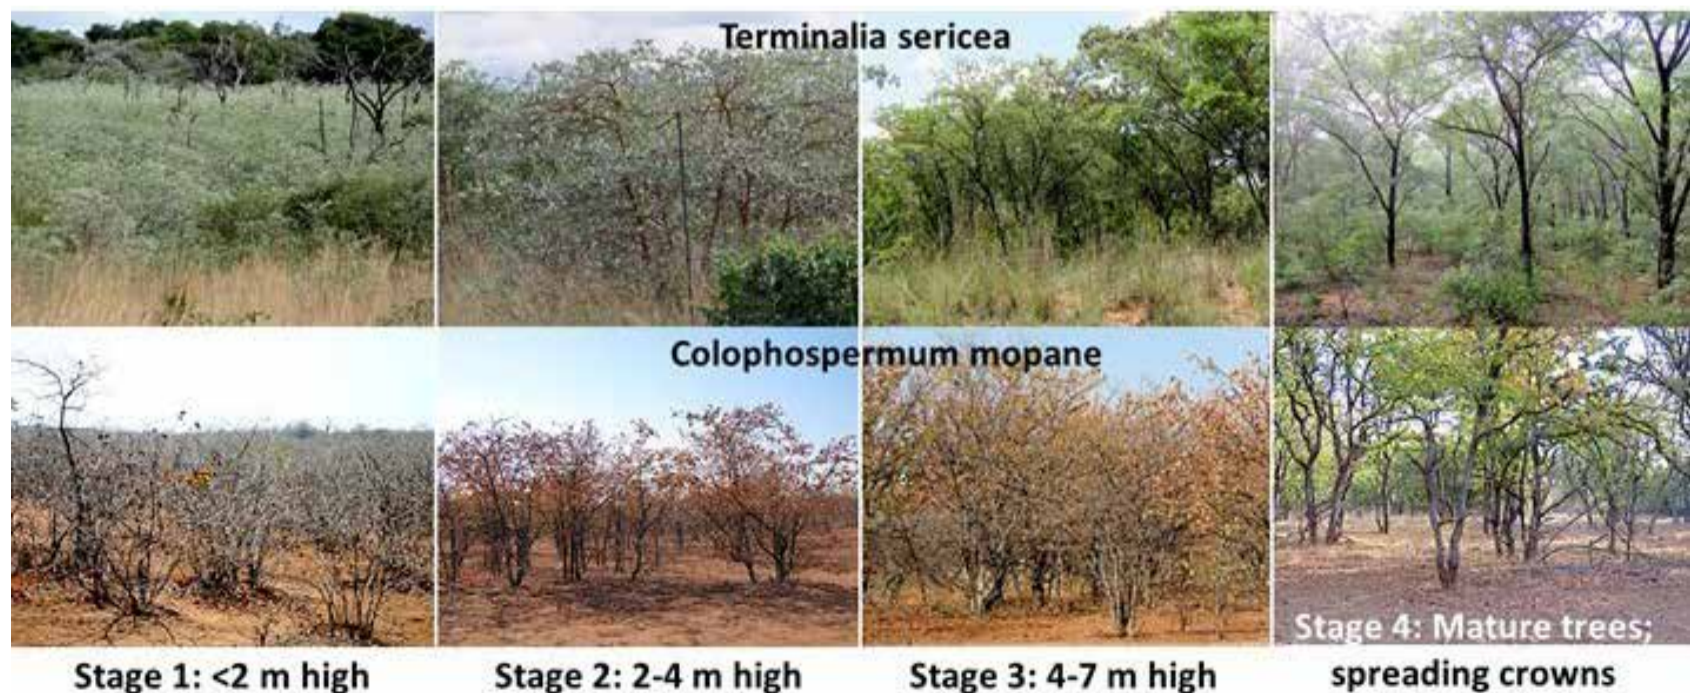 Terminalia sericea
Colophospermum mopane
Stage 1: <2 m high
Stage 2: 2-4 m high
Stage 3: 4-7 m high
Stage 4: Mature trees;
spreading crowns